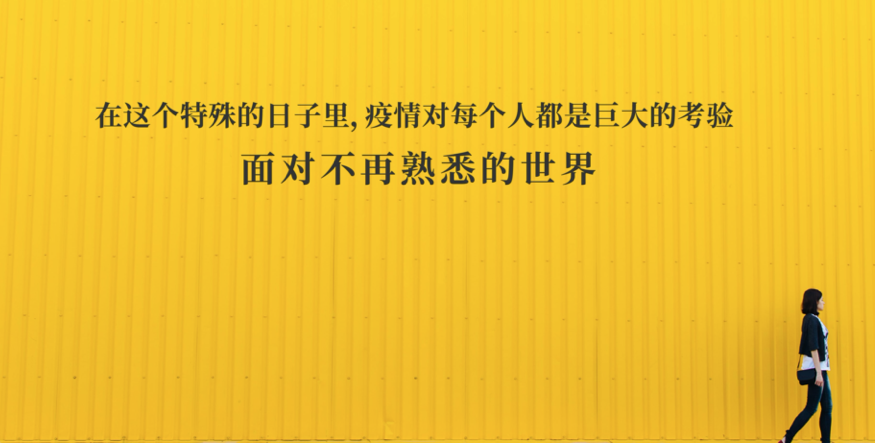 在这个特殊的日子里, 疫情对每个人都是巨大的考验
面对不再熟悉的世界